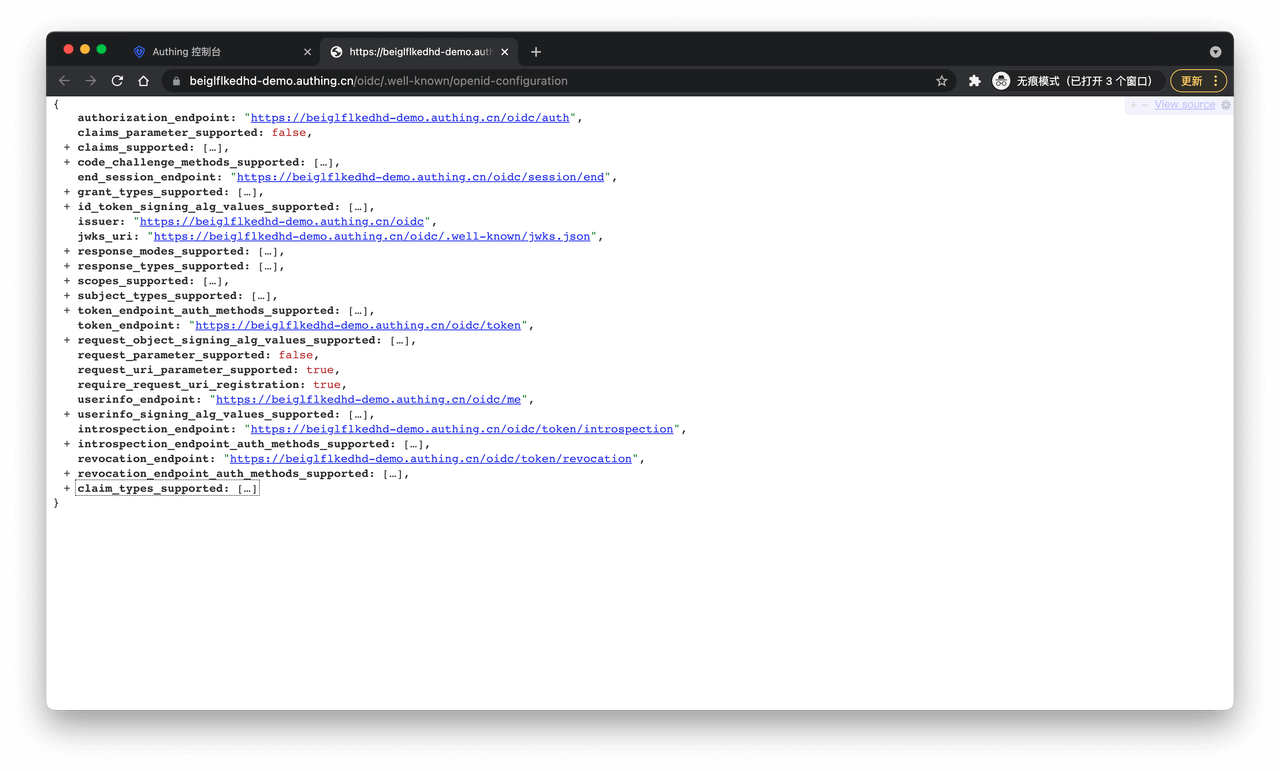 Authing 控制台
https://beiglflkedhd-demo.auth
beiglflkedhd-demo.authing.cn/oidc/.well-known/openid-configuration
无痕模式（已打开 3 个窗口）
更新
+ − View source
{
authorization_endpoint: "https://beiglflkedhd-demo.authing.cn/oidc/auth",
claims_parameter_supported: false,
+ claims_supported: […],
+ code_challenge_methods_supported: […],
end_session_endpoint: "https://beiglflkedhd-demo.authing.cn/oidc/session/end",
+ grant_types_supported: […],
+ id_token_signing_alg_values_supported: […],
issuer: "https://beiglflkedhd-demo.authing.cn/oidc",
jwks_uri: "https://beiglflkedhd-demo.authing.cn/oidc/.well-known/jwks.json",
+ response_modes_supported: […],
+ response_types_supported: […],
+ scopes_supported: […],
+ subject_types_supported: […],
+ token_endpoint_auth_methods_supported: […],
token_endpoint: "https://beiglflkedhd-demo.authing.cn/oidc/token",
+ request_object_signing_alg_values_supported: […],
request_parameter_supported: false,
request_uri_parameter_supported: true,
require_request_uri_registration: true,
userinfo_endpoint: "https://beiglflkedhd-demo.authing.cn/oidc/me",
+ userinfo_signing_alg_values_supported: […],
introspection_endpoint: "https://beiglflkedhd-demo.authing.cn/oidc/token/introspection",
+ introspection_endpoint_auth_methods_supported: […],
revocation_endpoint: "https://beiglflkedhd-demo.authing.cn/oidc/token/revocation",
+ revocation_endpoint_auth_methods_supported: […],
+ claim_types_supported: […]
}